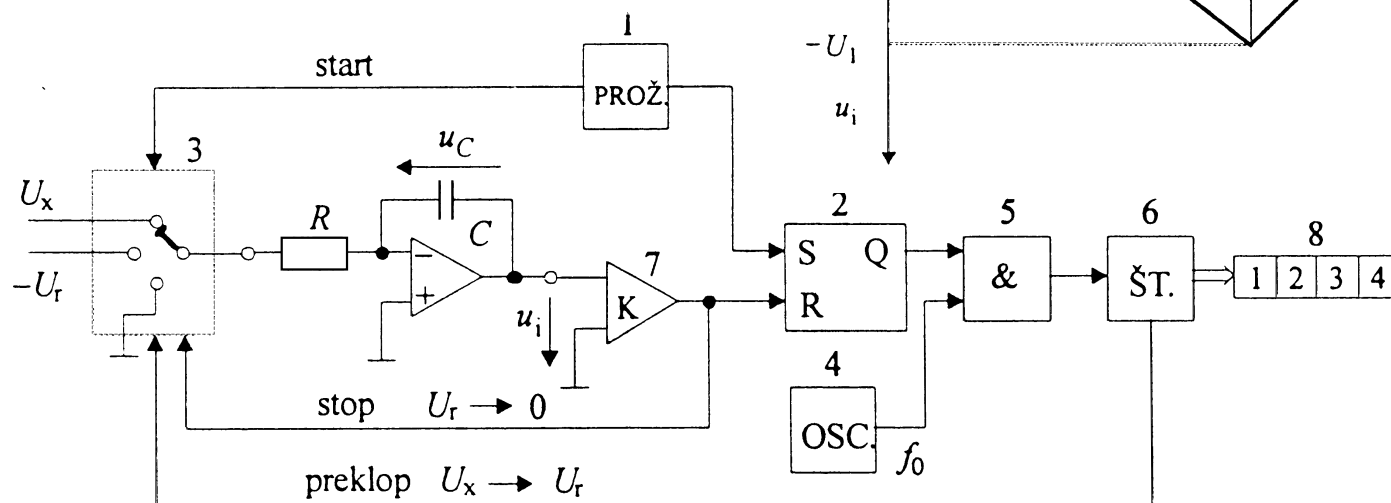 1
−U₁
start
PROŽ.
uᵢ
u_C
3
Uₓ
R
2
5
6
C
7
S Q
8
&
ŠT.
1 2 3 4
−Uᵣ
−
+
K
R
uᵢ
4
stop Uᵣ → 0
OSC.
f₀
preklop Uₓ → Uᵣ